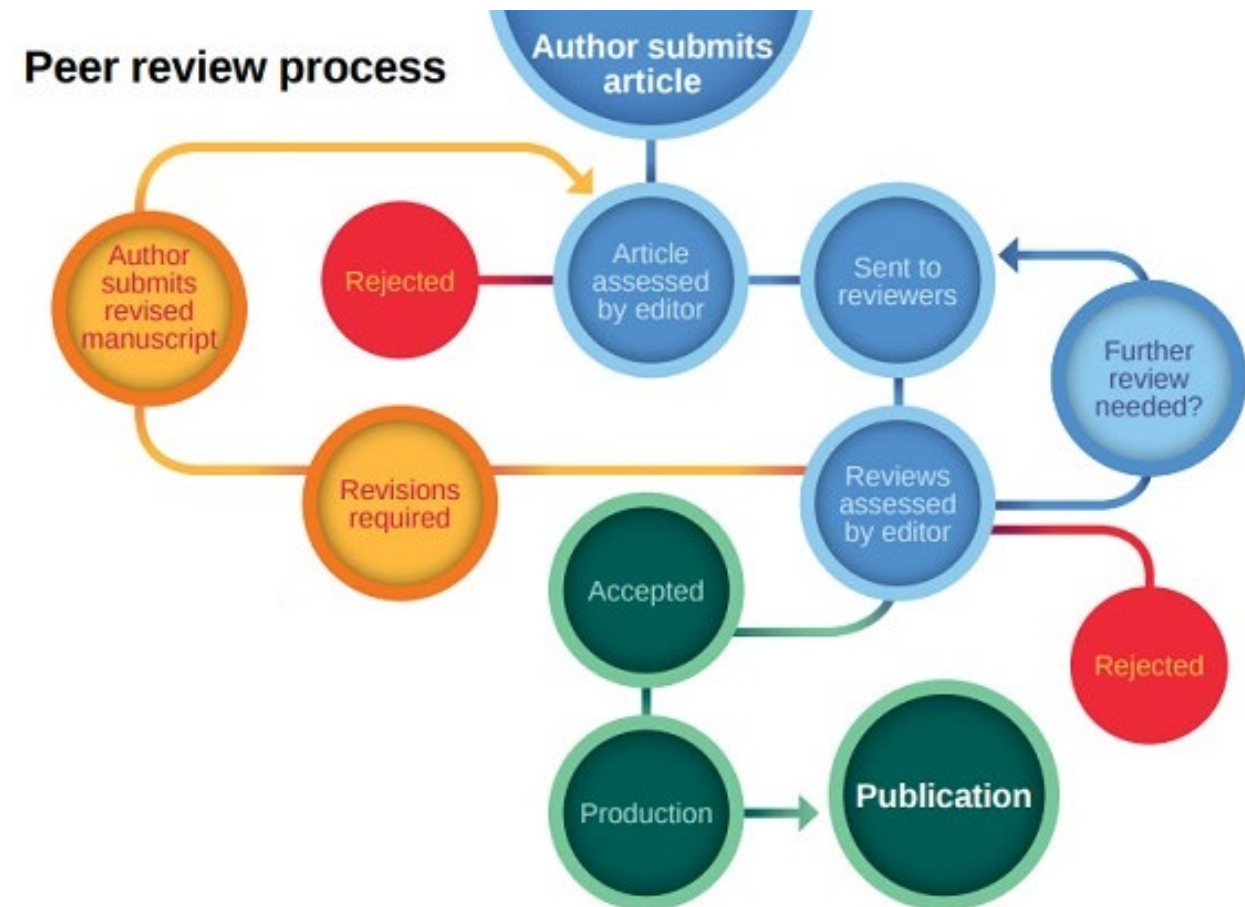 Peer review process
Author submits
article
Author
submits
revised
manuscript
Rejected
Article
assessed
by editor
Sent to
reviewers
Further
review
needed?
Revisions
required
Reviews
assessed
by editor
Accepted
Rejected
Production
Publication